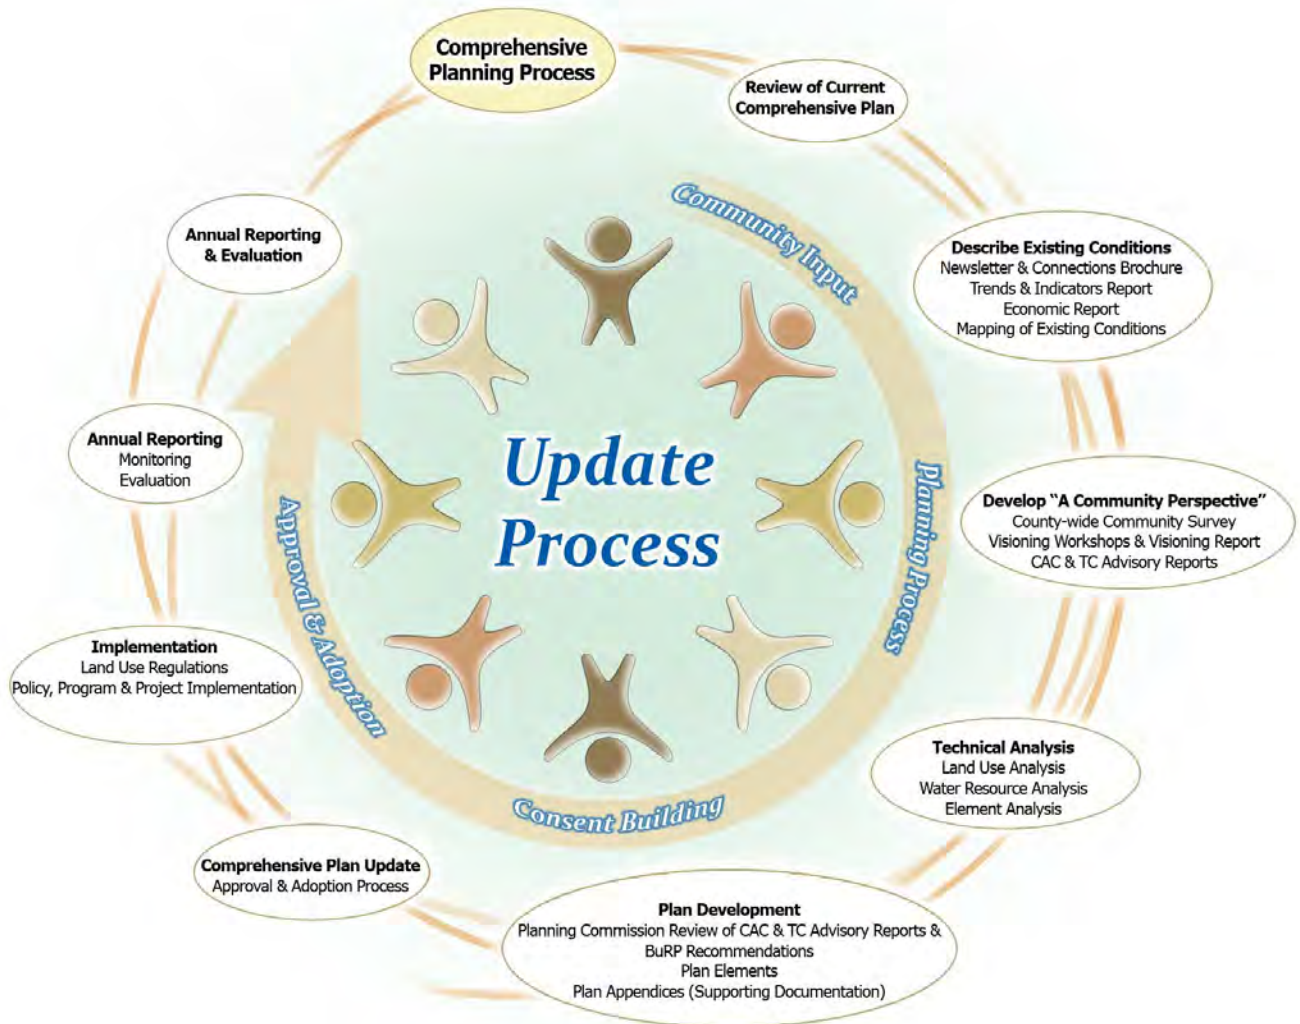 Comprehensive
Planning Process
Review of Current
Comprehensive Plan
Describe Existing Conditions
Newsletter & Connections Brochure
Trends & Indicators Report
Economic Report
Mapping of Existing Conditions
Develop “A Community Perspective”
County-wide Community Survey
Visioning Workshops & Visioning Report
CAC & TC Advisory Reports
Technical Analysis
Land Use Analysis
Water Resource Analysis
Element Analysis
Plan Development
Planning Commission Review of CAC & TC Advisory Reports &
BuRP Recommendations
Plan Elements
Plan Appendices (Supporting Documentation)
Comprehensive Plan Update
Approval & Adoption Process
Implementation
Land Use Regulations
Policy, Program & Project Implementation
Annual Reporting
Monitoring
Evaluation
Annual Reporting
& Evaluation
Community Input
Planning Process
Consent Building
Approval & Adoption
Update
Process